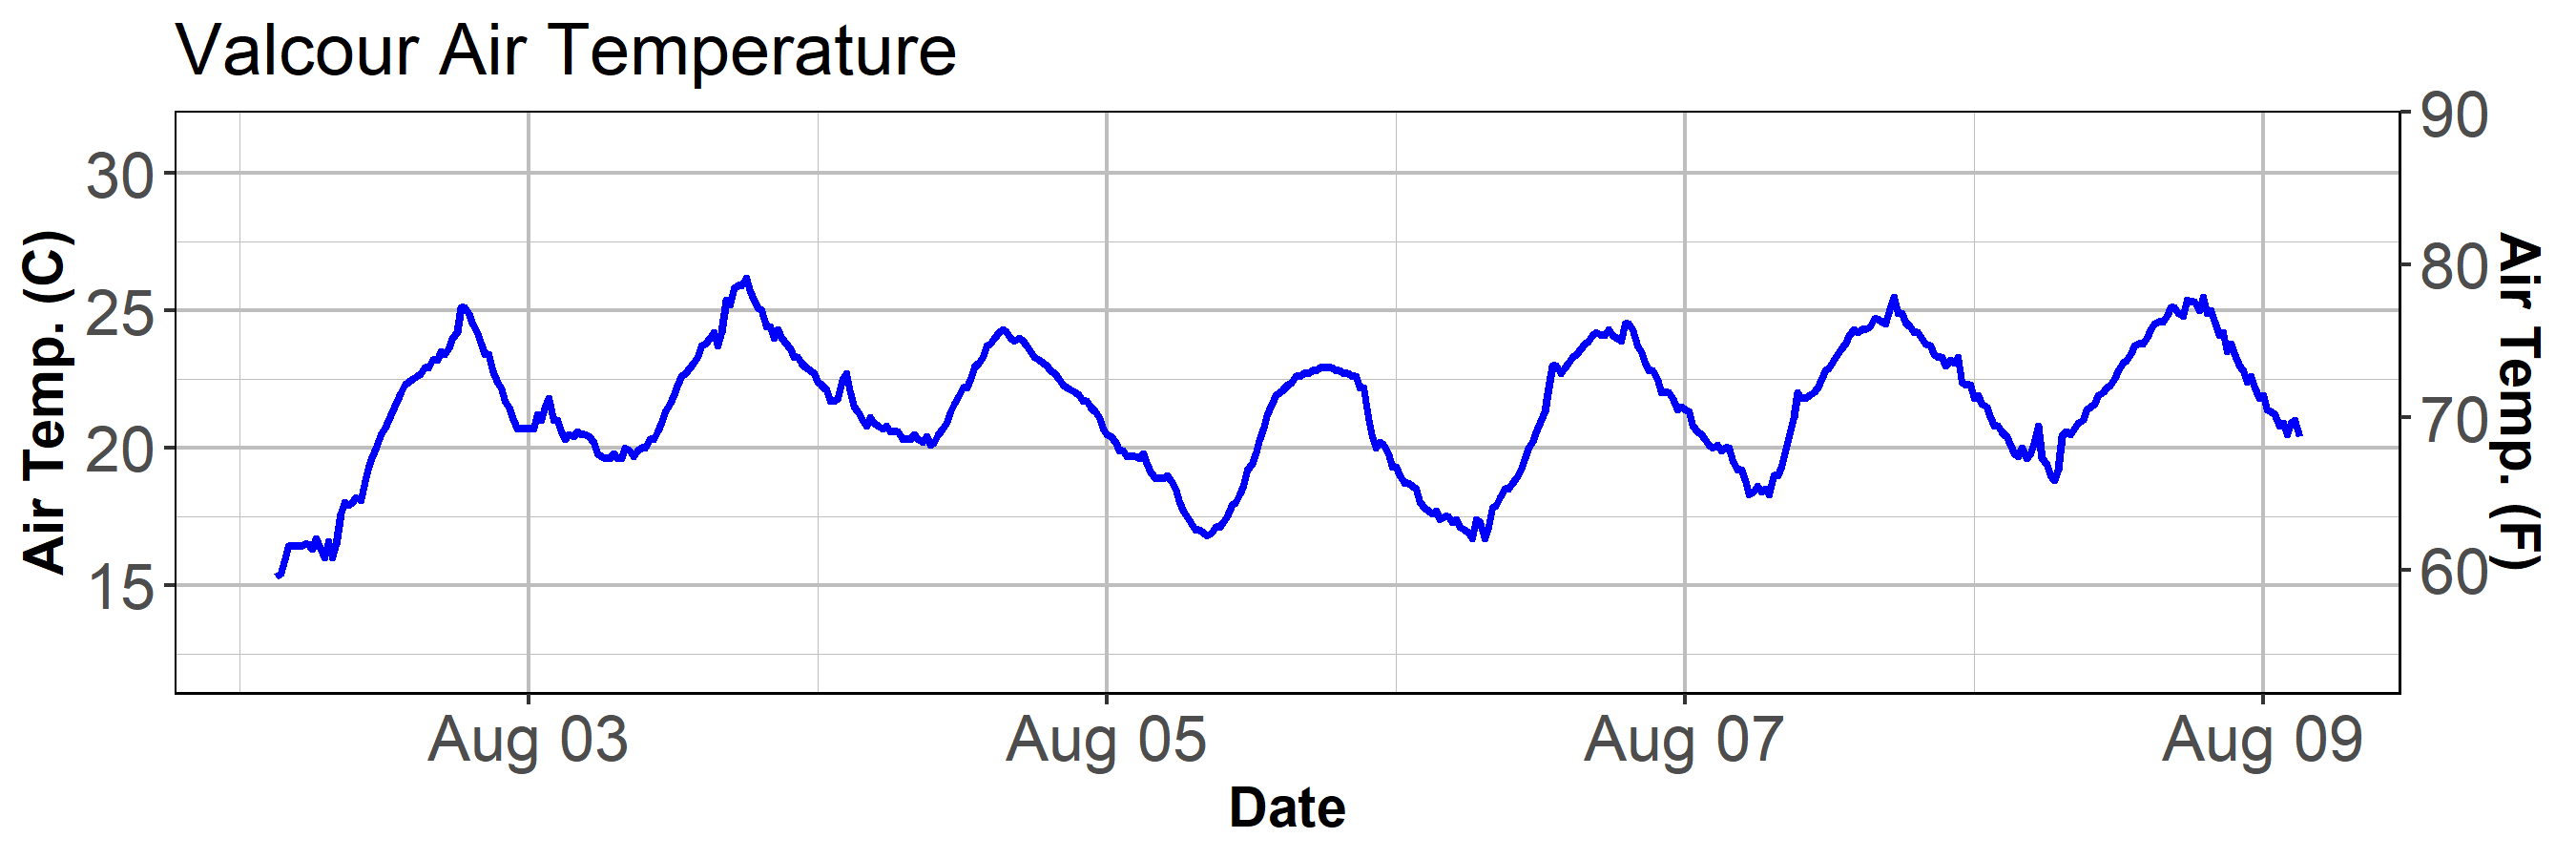 Valcour Air Temperature
Air Temp. (C)
30
25
20
15
90
80
70
60
Air Temp. (F)
Aug 03 Aug 05 Aug 07 Aug 09
Date